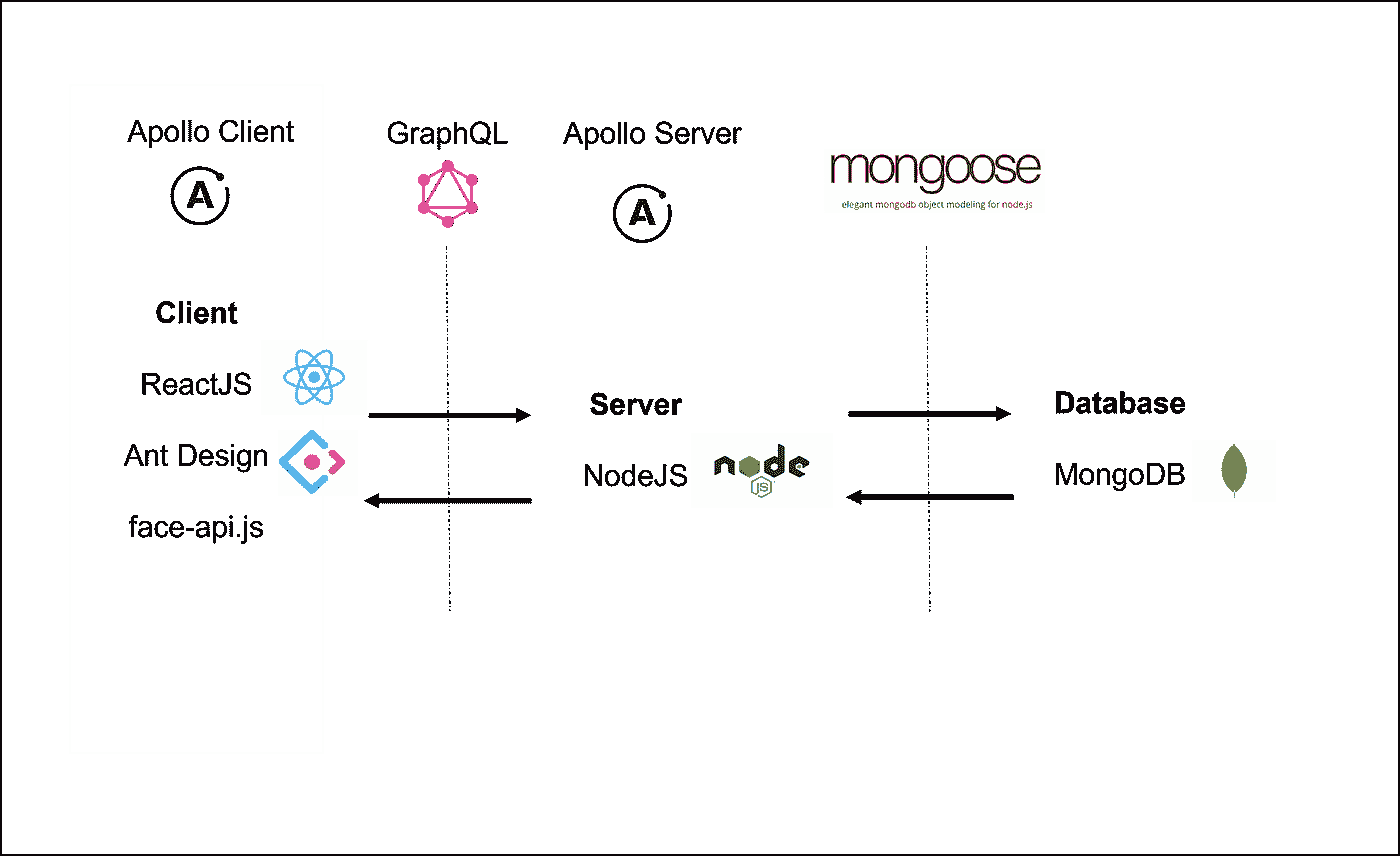 Apollo Client
GraphQL
Apollo Server
A
A
mongoose
elegant mongodb object modeling for node.js
Client
ReactJS
Ant Design
face-api.js
Server
NodeJS
node
JS
Database
MongoDB